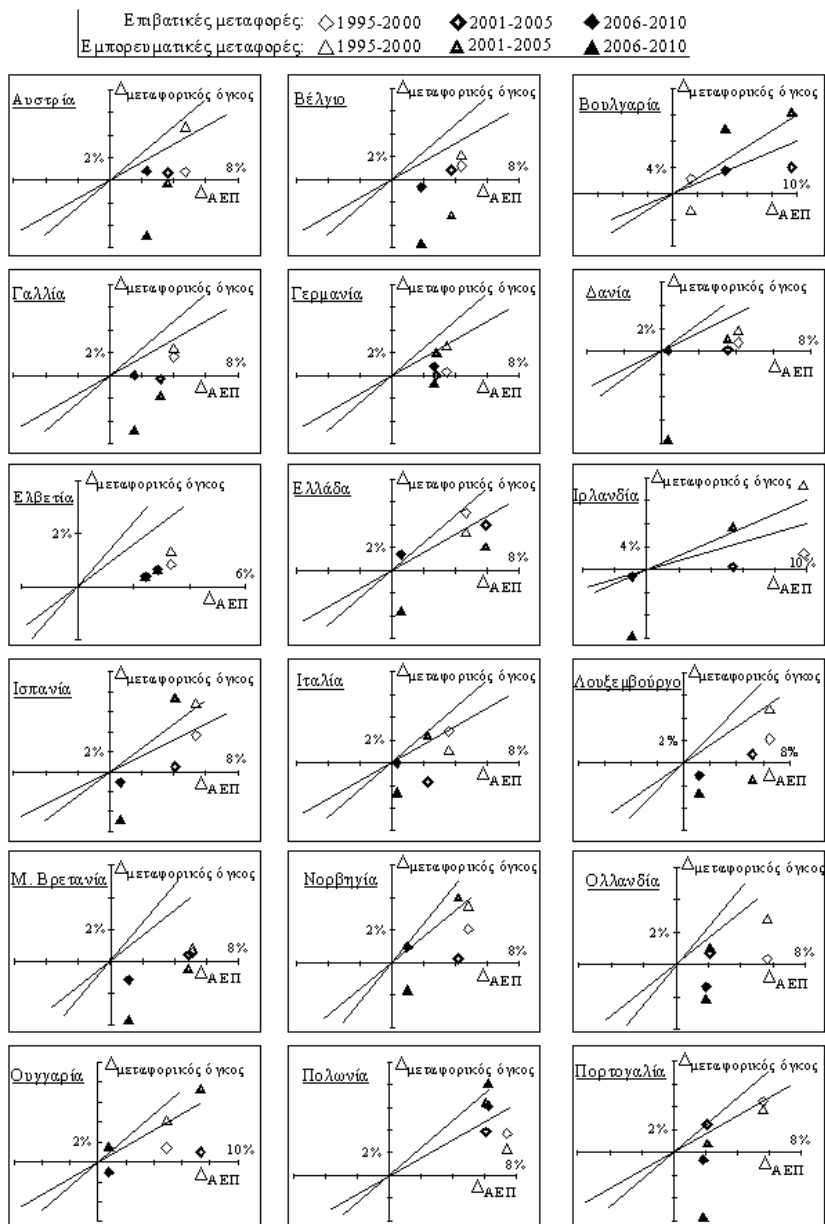 Επιβατικές μεταφορές: ◇ 1995-2000 ◈ 2001-2005 ◆ 2006-2010
Εμπορευματικές μεταφορές: △ 1995-2000 ▲ 2001-2005 ▲ 2006-2010
Αυστρία
Δμεταφορικός όγκος
2%
8%
ΔΑΕΠ
Βέλγιο
Δμεταφορικός όγκος
2%
8%
ΔΑΕΠ
Βουλγαρία
Δμεταφορικός όγκος
4%
10%
ΔΑΕΠ
Γαλλία
Δμεταφορικός όγκος
2%
8%
ΔΑΕΠ
Γερμανία
Δμεταφορικός όγκος
2%
8%
ΔΑΕΠ
Δανία
Δμεταφορικός όγκος
2%
8%
ΔΑΕΠ
Ελβετία
Δμεταφορικός όγκος
2%
6%
ΔΑΕΠ
Ελλάδα
Δμεταφορικός όγκος
2%
8%
ΔΑΕΠ
Ιρλανδία
Δμεταφορικός όγκος
4%
10%
ΔΑΕΠ
Ισπανία
Δμεταφορικός όγκος
2%
8%
ΔΑΕΠ
Ιταλία
Δμεταφορικός όγκος
2%
8%
ΔΑΕΠ
Λουξεμβούργο
Δμεταφορικός όγκος
2%
8%
ΔΑΕΠ
Μ. Βρετανία
Δμεταφορικός όγκος
2%
8%
ΔΑΕΠ
Νορβηγία
Δμεταφορικός όγκος
2%
8%
ΔΑΕΠ
Ολλανδία
Δμεταφορικός όγκος
2%
8%
ΔΑΕΠ
Ουγγαρία
Δμεταφορικός όγκος
2%
10%
ΔΑΕΠ
Πολωνία
Δμεταφορικός όγκος
2%
8%
ΔΑΕΠ
Πορτογαλία
Δμεταφορικός όγκος
2%
8%
ΔΑΕΠ